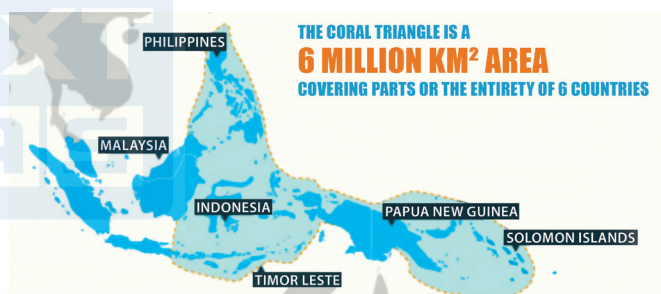 THE CORAL TRIANGLE IS A
6 MILLION KM² AREA
COVERING PARTS OR THE ENTIRETY OF 6 COUNTRIES
PHILIPPINES
MALAYSIA
INDONESIA
PAPUA NEW GUINEA
SOLOMON ISLANDS
TIMOR LESTE